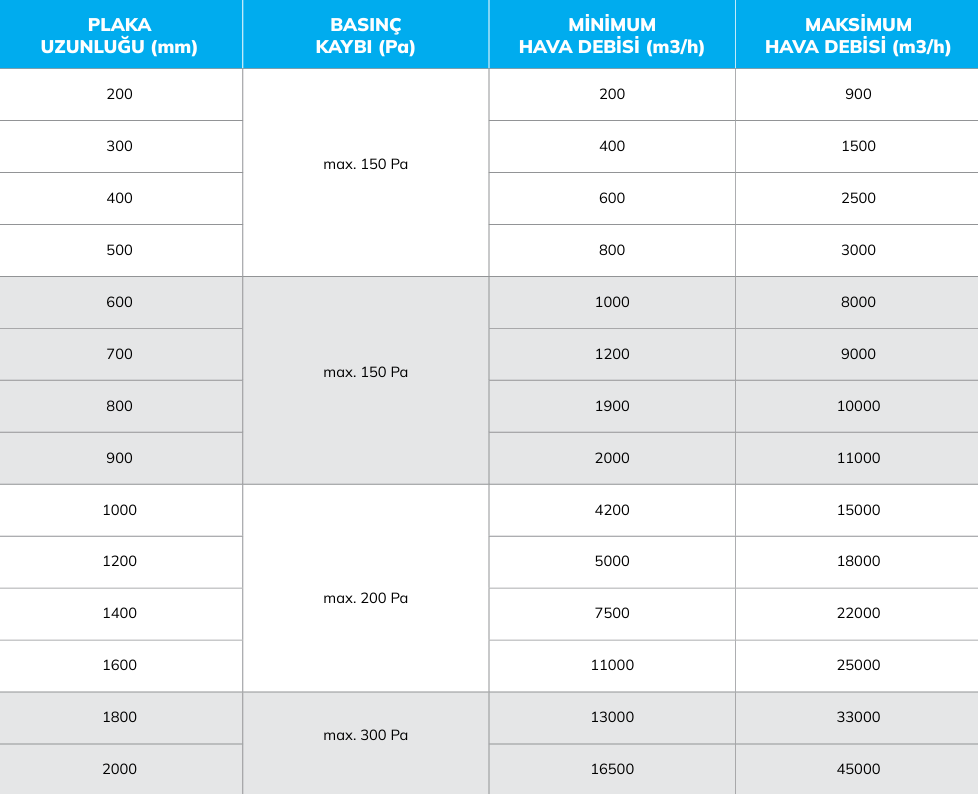 PLAKA
UZUNLUĞU (mm)
BASINÇ
KAYBI (Pa)
MİNİMUM
HAVA DEBİSİ (m3/h)
MAKSİMUM
HAVA DEBİSİ (m3/h)
200 200 900
300 400 1500
max. 150 Pa
400 600 2500
500 800 3000
600 1000 8000
700 1200 9000
max. 150 Pa
800 1900 10000
900 2000 11000
1000 4200 15000
1200 5000 18000
max. 200 Pa
1400 7500 22000
1600 11000 25000
1800 13000 33000
max. 300 Pa
2000 16500 45000